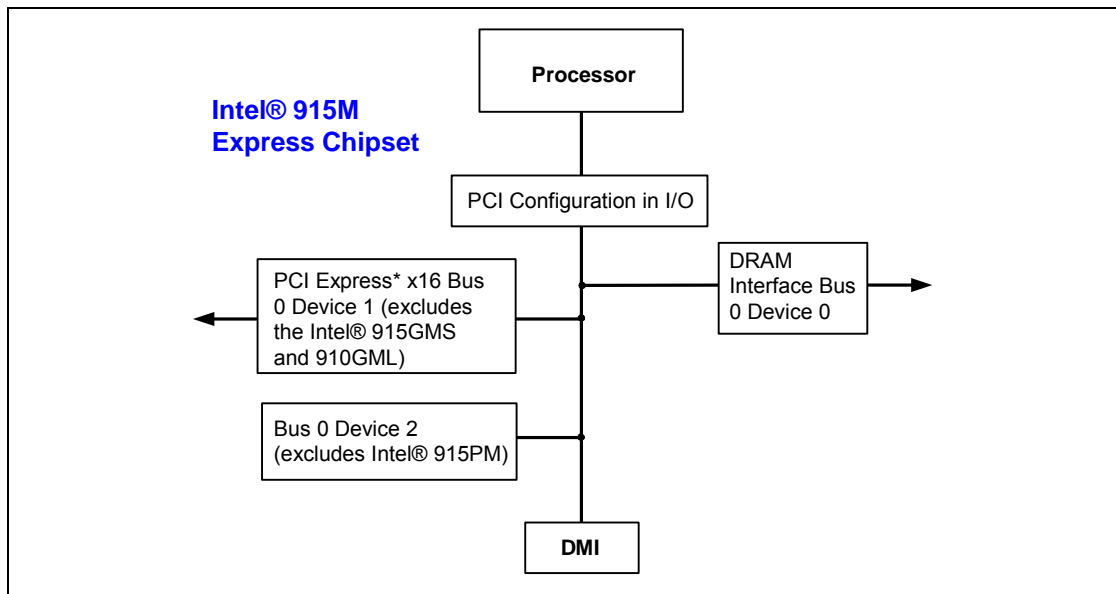 Processor
Intel® 915M
Express Chipset
PCI Configuration in I/O
PCI Express* x16 Bus
0 Device 1 (excludes
the Intel® 915GMS
and 910GML)
DRAM
Interface Bus
0 Device 0
Bus 0 Device 2
(excludes Intel® 915PM)
DMI